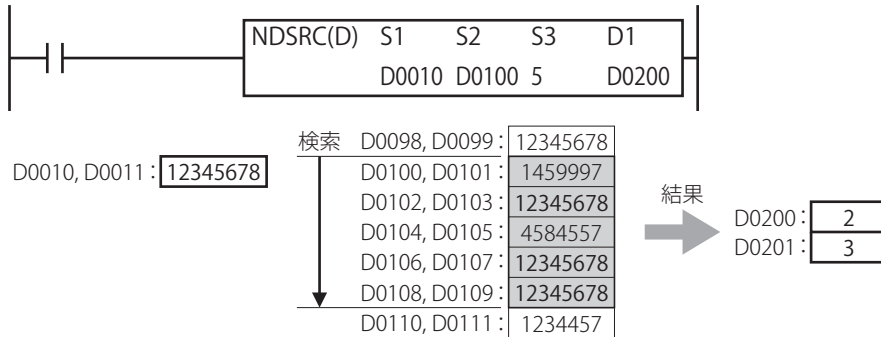 NDSRC(D) S1 S2 S3 D1
D0010 D0100 5 D0200
検索 D0098, D0099： 12345678
D0010, D0011： 12345678
D0100, D0101： 1459997
D0102, D0103： 12345678
D0104, D0105： 4584557
D0106, D0107： 12345678
D0108, D0109： 12345678
D0110, D0111： 1234457
結果
D0200： 2
D0201： 3